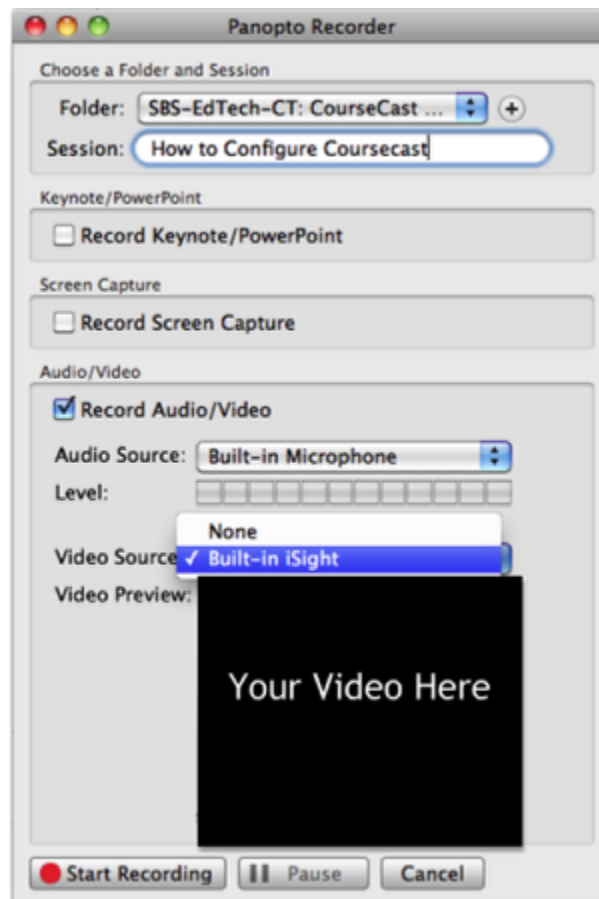 Panopto Recorder
Choose a Folder and Session
Folder: SBS-EdTech-CT: CourseCast ...
Session: How to Configure Coursecast
Keynote/PowerPoint
Record Keynote/PowerPoint
Screen Capture
Record Screen Capture
Audio/Video
Record Audio/Video
Audio Source: Built-in Microphone
Level:
None
Video Source ✓ Built-in iSight
Video Preview:
Your Video Here
Start Recording Pause Cancel